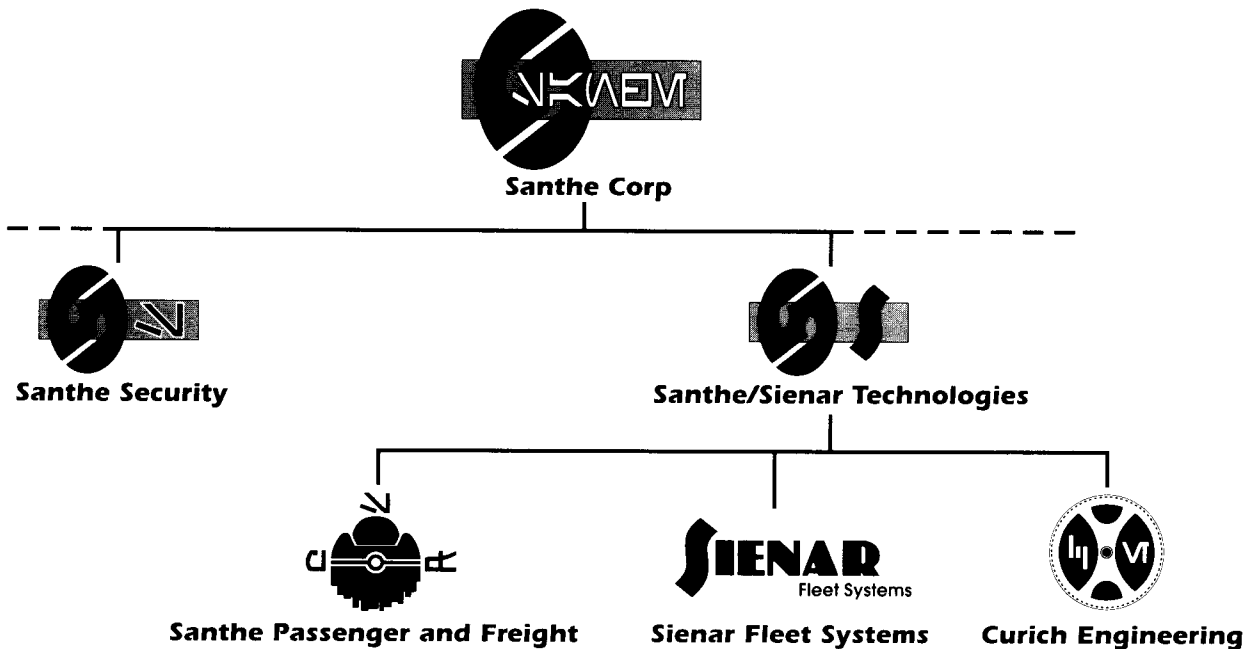 Santhe Corp
Santhe Security
Santhe/Sienar Technologies
SIENAR
Fleet Systems
Santhe Passenger and Freight
Sienar Fleet Systems
Curich Engineering